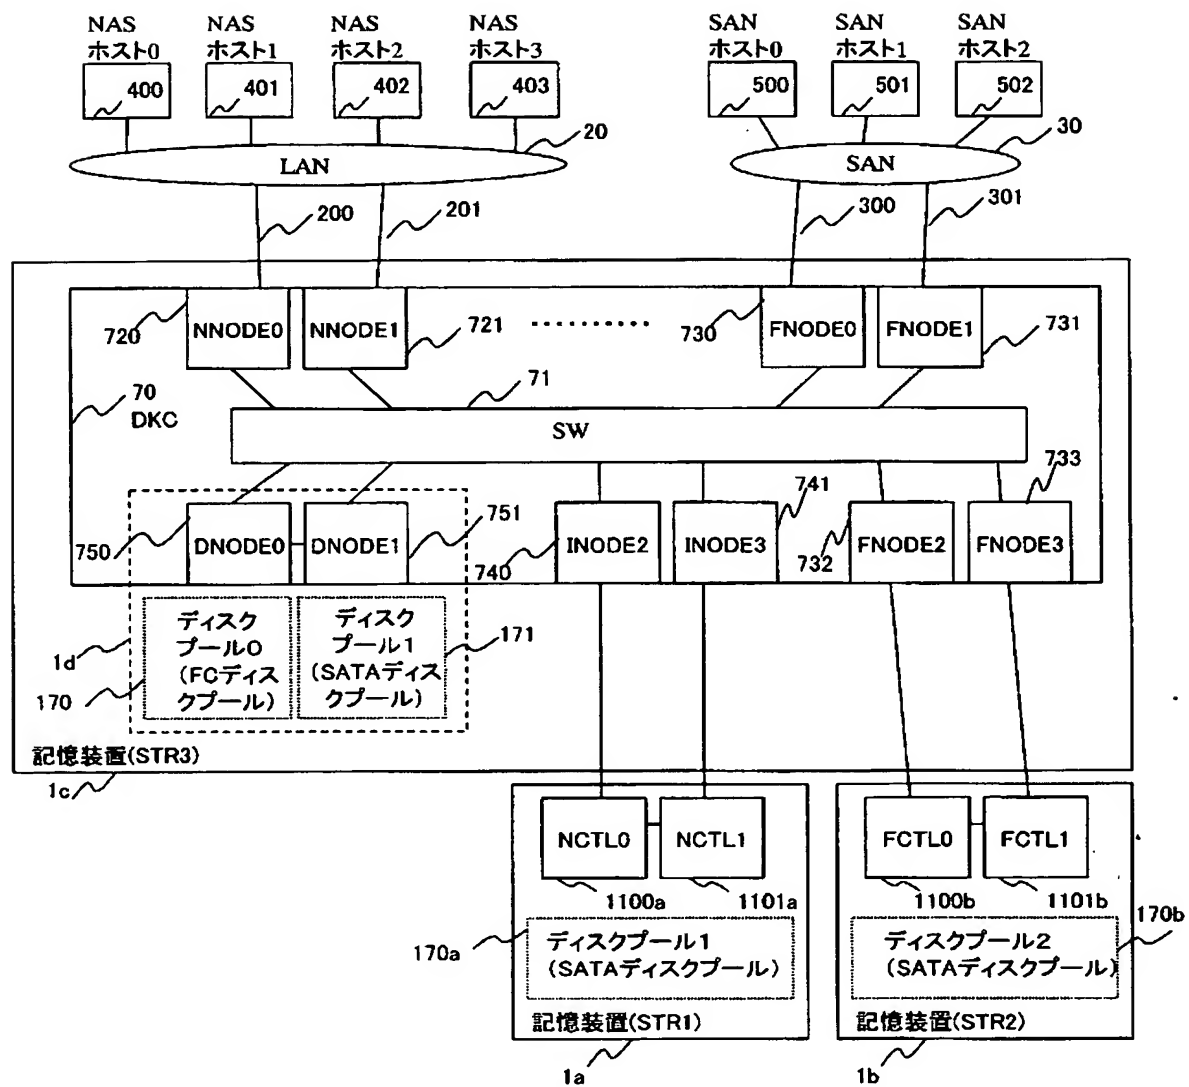 NAS
ホスト0
NAS
ホスト1
NAS
ホスト2
NAS
ホスト3
SAN
ホスト0
SAN
ホスト1
SAN
ホスト2
400
401
402
403
500
501
502
20
30
LAN
SAN
200
201
300
301
720
NNODE0
NNODE1
721
730
FNODE0
FNODE1
731
70
DKC
71
SW
733
750
DNODE0
DNODE1
751
740
INODE2
INODE3
741
732
FNODE2
FNODE3
1d
170
ディスク
プール0
(FCディス
クプール)
ディスク
プール1
(SATAディス
クプール)
171
記憶装置(STR3)
1c
NCTL0
NCTL1
FCTL0
FCTL1
1100a
1101a
1100b
1101b
170a
ディスクプール1
(SATAディスクプール)
170b
ディスクプール2
(SATAディスクプール)
記憶装置(STR1)
記憶装置(STR2)
1a
1b